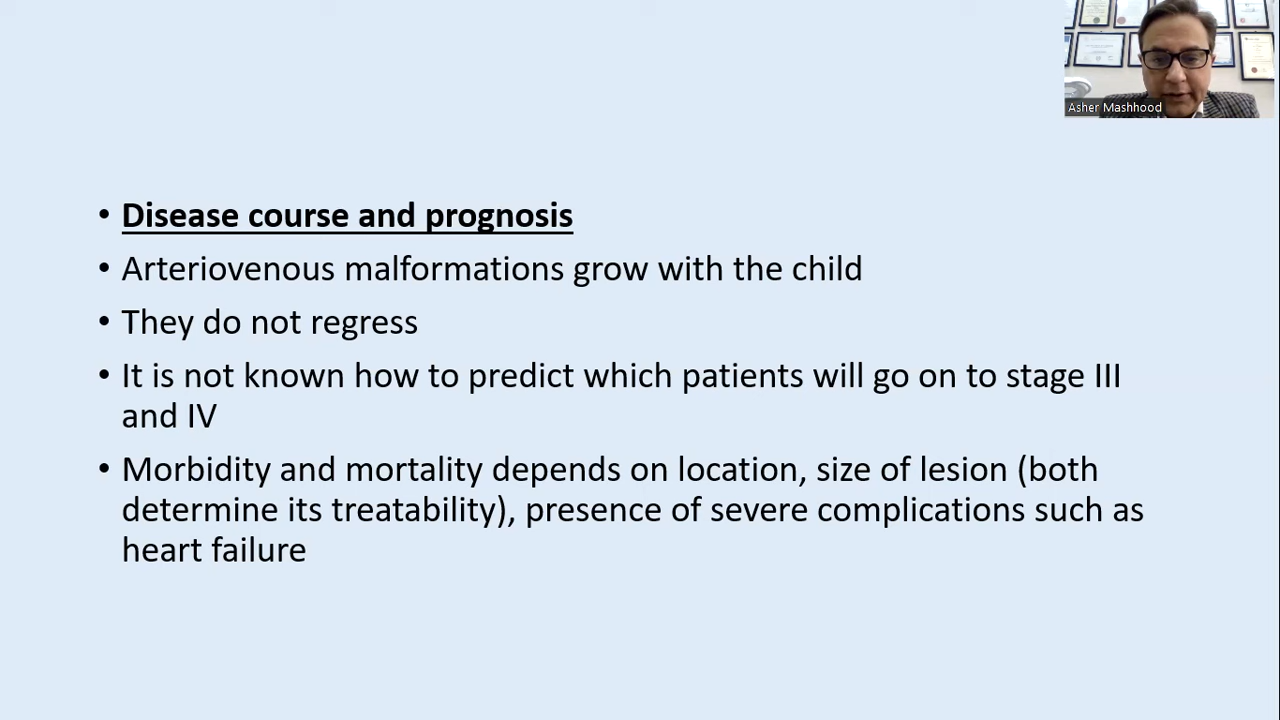 Asher Mashhood
• Disease course and prognosis
• Arteriovenous malformations grow with the child
• They do not regress
• It is not known how to predict which patients will go on to stage III
and IV
• Morbidity and mortality depends on location, size of lesion (both
determine its treatability), presence of severe complications such as
heart failure